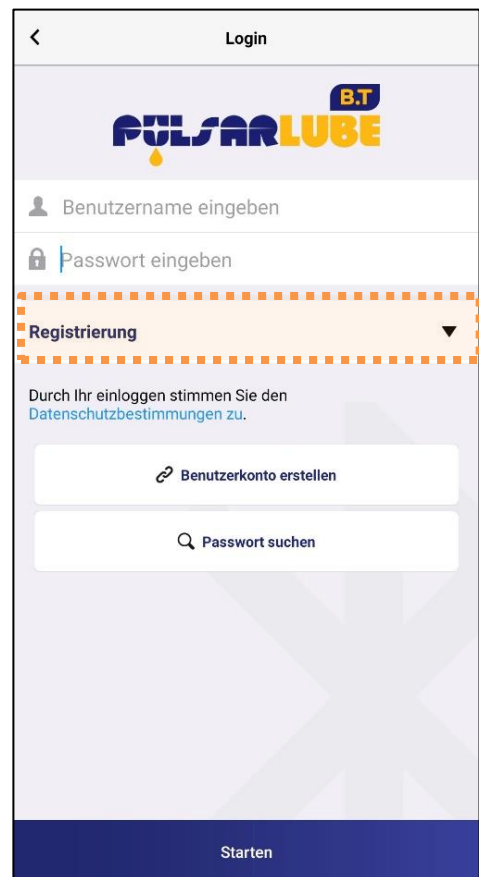 Login
B.T
PULSARLUBE
Benutzername eingeben
Passwort eingeben
Registrierung
Durch Ihr einloggen stimmen Sie den
Datenschutzbestimmungen zu.
Benutzerkonto erstellen
Passwort suchen
Starten